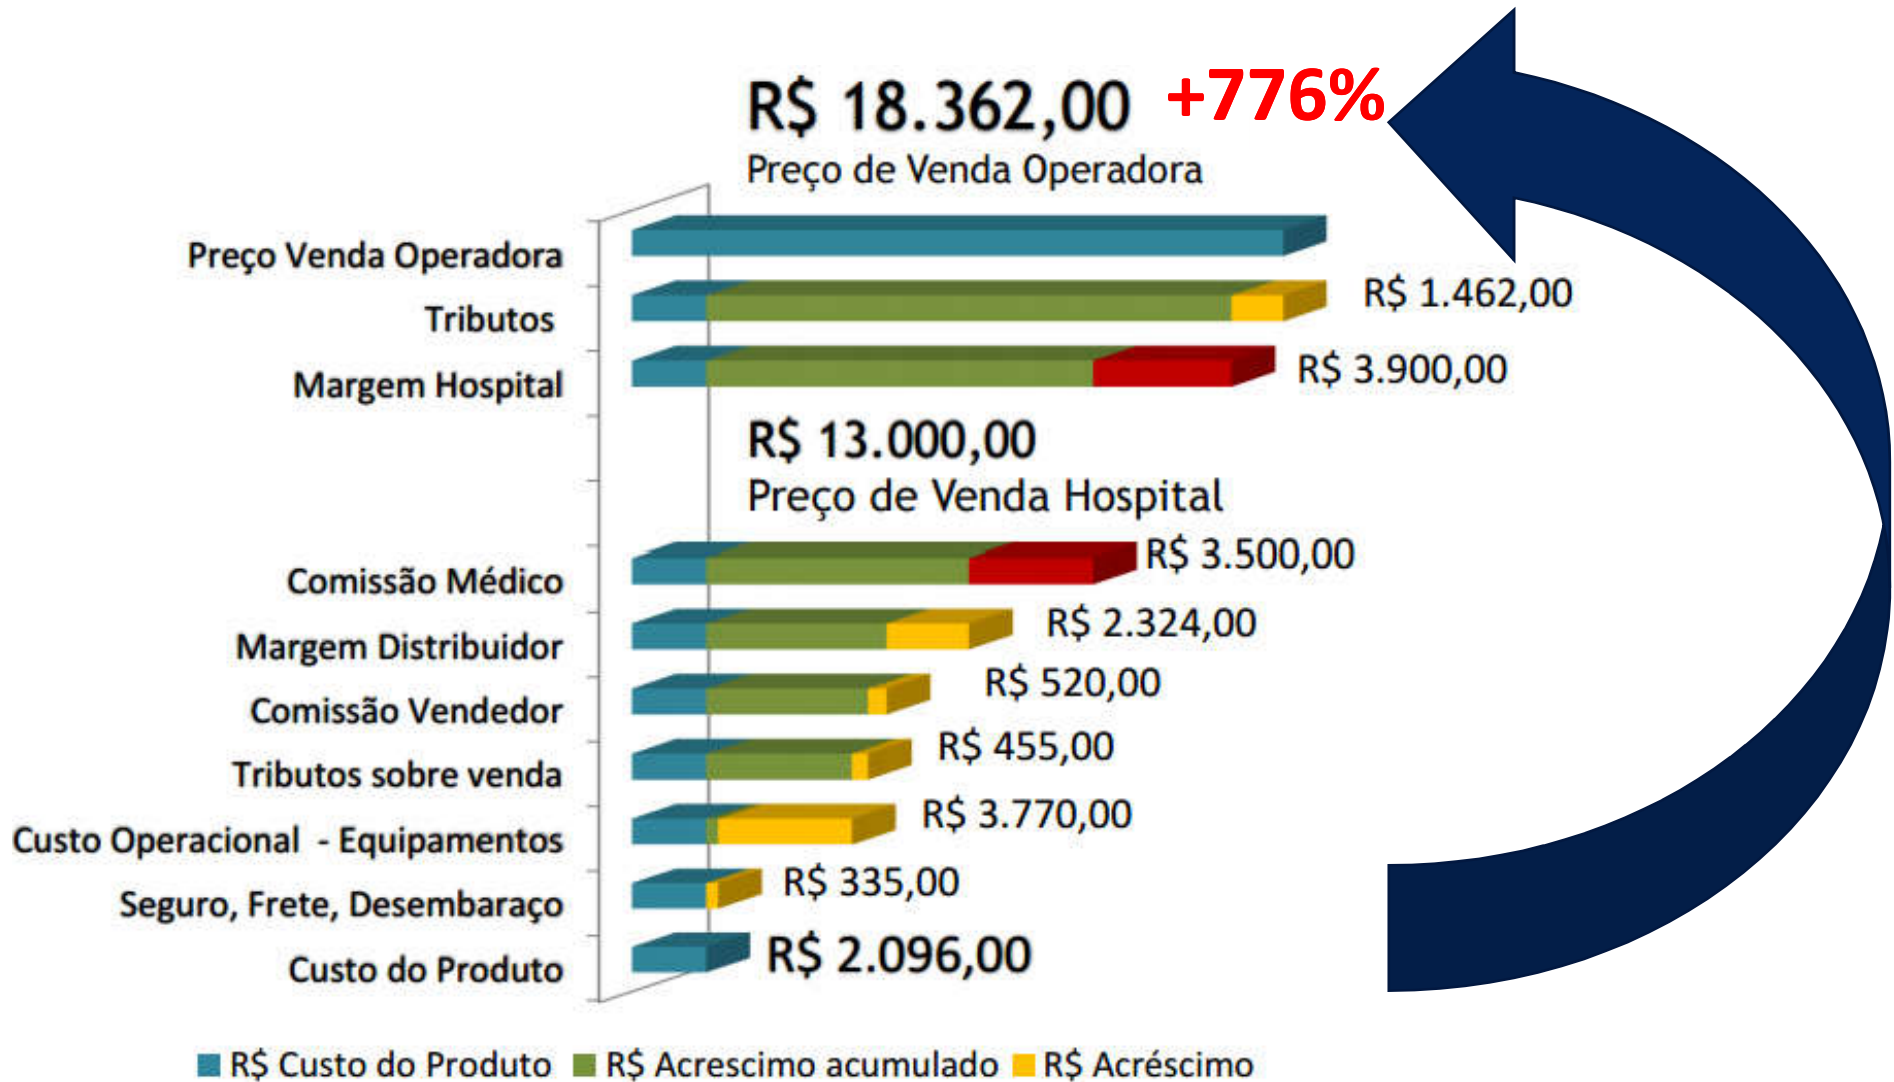 R$ 18.362,00 +776%
Preço de Venda Operadora
Preço Venda Operadora
Tributos R$ 1.462,00
Margem Hospital R$ 3.900,00
R$ 13.000,00
Preço de Venda Hospital
Comissão Médico R$ 3.500,00
Margem Distribuidor R$ 2.324,00
Comissão Vendedor R$ 520,00
Tributos sobre venda R$ 455,00
Custo Operacional - Equipamentos R$ 3.770,00
Seguro, Frete, Desembaraço R$ 335,00
Custo do Produto R$ 2.096,00
R$ Custo do Produto R$ Acrescimo acumulado R$ Acréscimo